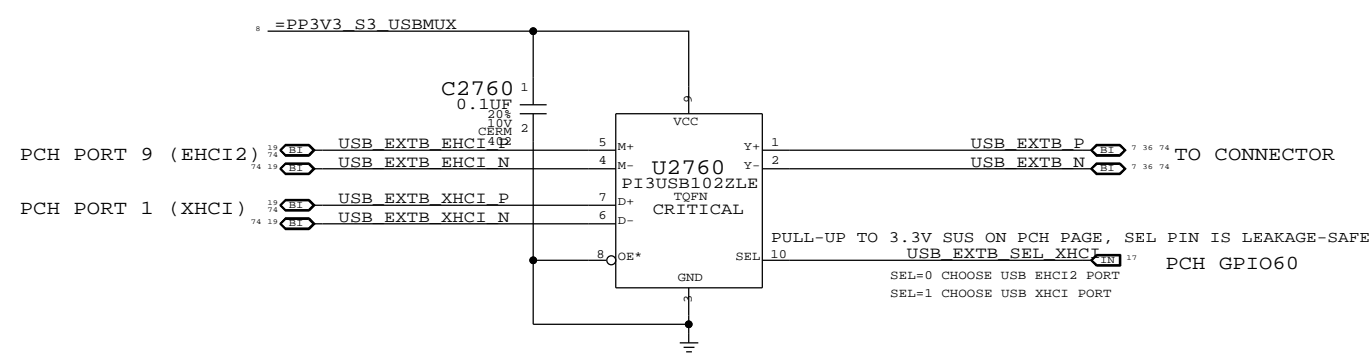 8 =PP3V3_S3_USBMUX
C2760 1
0.1UF
20%
10V
CERM 2
402
9
VCC
PCH PORT 9 (EHCI2) 19 74 BI USB_EXTB_EHCI_P 5 M+
74 19 BI USB_EXTB_EHCI_N 4 M-
PCH PORT 1 (XHCI) 19 74 BI USB_EXTB_XHCI_P 7 D+
74 19 BI USB_EXTB_XHCI_N 6 D-
8 OE*
U2760
PI3USB102ZLE
TQFN
CRITICAL
GND
3
Y+ 1 USB_EXTB_P BI 7 36 74
Y- 2 USB_EXTB_N BI 7 36 74
TO CONNECTOR
PULL-UP TO 3.3V SUS ON PCH PAGE, SEL PIN IS LEAKAGE-SAFE
SEL 10 USB_EXTB_SEL_XHCI IN 17 PCH GPIO60
SEL=0 CHOOSE USB EHCI2 PORT
SEL=1 CHOOSE USB XHCI PORT